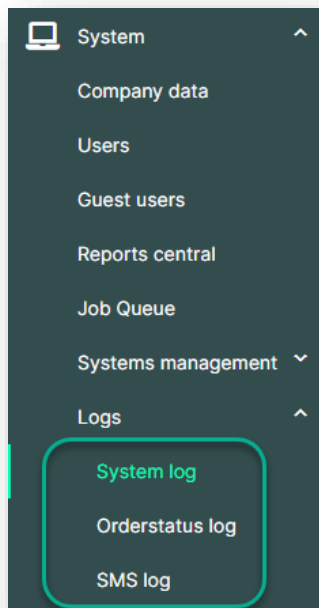 System
Company data
Users
Guest users
Reports central
Job Queue
Systems management
Logs
System log
Orderstatus log
SMS log